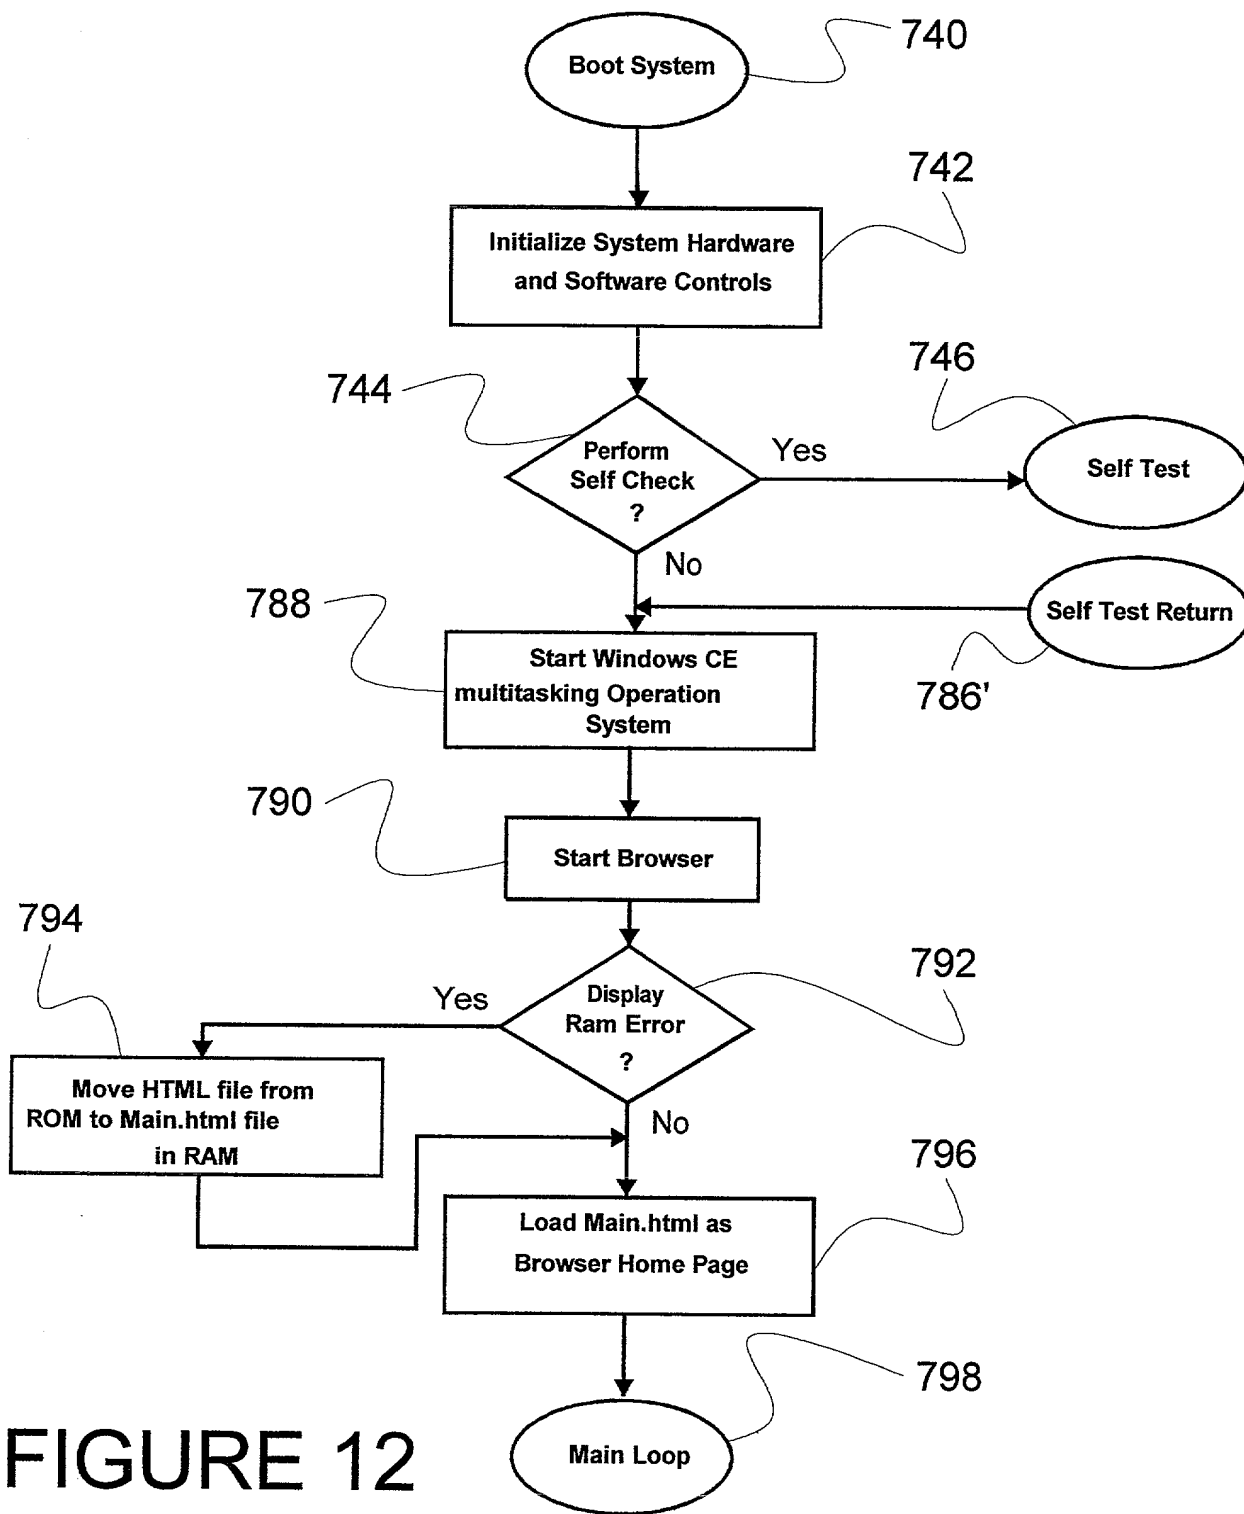 740
Boot System
742
Initialize System Hardware
and Software Controls
744
Perform
Self Check
?
Yes
746
Self Test
No
788
Self Test Return
786'
Start Windows CE
multitasking Operation
System
790
Start Browser
794
792
Yes
Display
Ram Error
?
Move HTML file from
ROM to Main.html file
in RAM
No
796
Load Main.html as
Browser Home Page
798
Main Loop
FIGURE 12